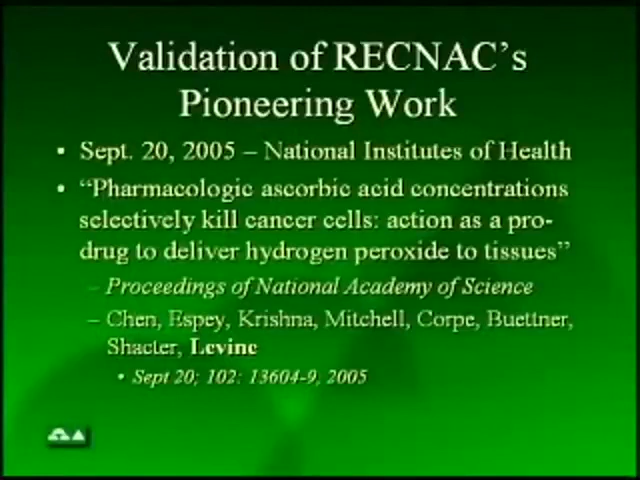 Validation of RECNAC's
Pioneering Work
• Sept. 20, 2005 – National Institutes of Health
• “Pharmacologic ascorbic acid concentrations
selectively kill cancer cells: action as a pro-
drug to deliver hydrogen peroxide to tissues”
– Proceedings of National Academy of Science
– Chen, Espey, Krishna, Mitchell, Corpe, Buettner,
Shacter, Levine
• Sept 20; 102: 13604-9, 2005